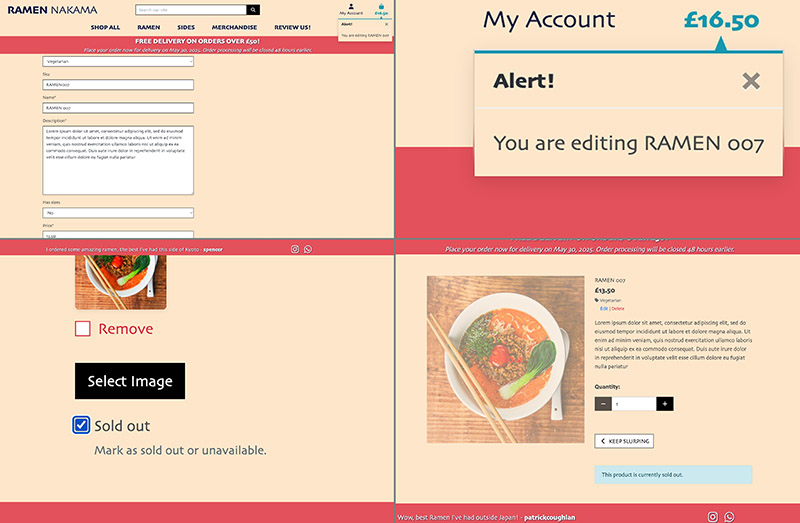 RAMEN NAKAMA
Search our site
My Account
£16.50
SHOP ALL
RAMEN
SIDES
MERCHANDISE
REVIEW US!
Alert!
×
You are editing RAMEN 007
FREE DELIVERY ON ORDERS OVER £50!
Place your order now for delivery on May 30, 2025. Order processing will be closed 48 hours earlier.
Vegetarian
Sku
RAMEN007
Name*
RAMEN 007
Description*
Lorem ipsum dolor sit amet, consectetur adipiscing elit, sed do eiusmod
tempor incididunt ut labore et dolore magna aliqua. Ut enim ad minim
veniam, quis nostrud exercitation ullamco laboris nisi ut aliquip ex ea
commodo consequat. Duis aute irure dolor in reprehenderit in voluptate
velit esse cillum dolore eu fugiat nulla pariatur
Has sizes
No
Price*
My Account
£16.50
Alert!
×
You are editing RAMEN 007
I ordered some amazing ramen, the best I've had this side of Kyoto - spencer
Remove
Select Image
Sold out
Mark as sold out or unavailable.
Place your order now for delivery on May 30, 2025. Order processing will be closed 48 hours earlier.
RAMEN 007
£13.50
Vegetarian
Edit | Delete
Lorem ipsum dolor sit amet, consectetur adipiscing elit, sed do eiusmod
tempor incididunt ut labore et dolore magna aliqua. Ut enim
ad minim veniam, quis nostrud exercitation ullamco laboris
nisi ut aliquip ex ea commodo consequat. Duis aute irure dolor
in reprehenderit in voluptate velit esse cillum dolore eu fugiat
nulla pariatur
Quantity:
1
KEEP SLURPING
This product is currently sold out.
Wow, best Ramen I've had outside Japan! - patrickcoughlan